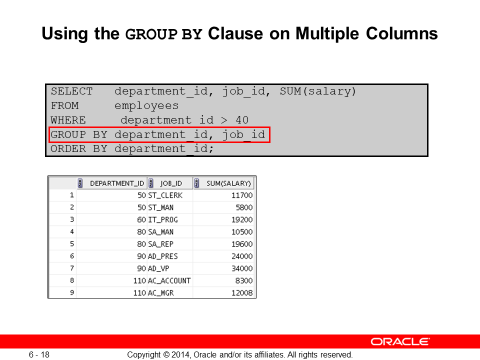 Using the GROUP BY Clause on Multiple Columns
SELECT department_id, job_id, SUM(salary)
FROM employees
WHERE department_id > 40
GROUP BY department_id, job_id
ORDER BY department_id;
DEPARTMENT_ID JOB_ID SUM(SALARY)
1 50 ST_CLERK 11700
2 50 ST_MAN 5800
3 60 IT_PROG 19200
4 80 SA_MAN 10500
5 80 SA_REP 19600
6 90 AD_PRES 24000
7 90 AD_VP 34000
8 110 AC_ACCOUNT 8300
9 110 AC_MGR 12008
ORACLE
6 - 18 Copyright © 2014, Oracle and/or its affiliates. All rights reserved.